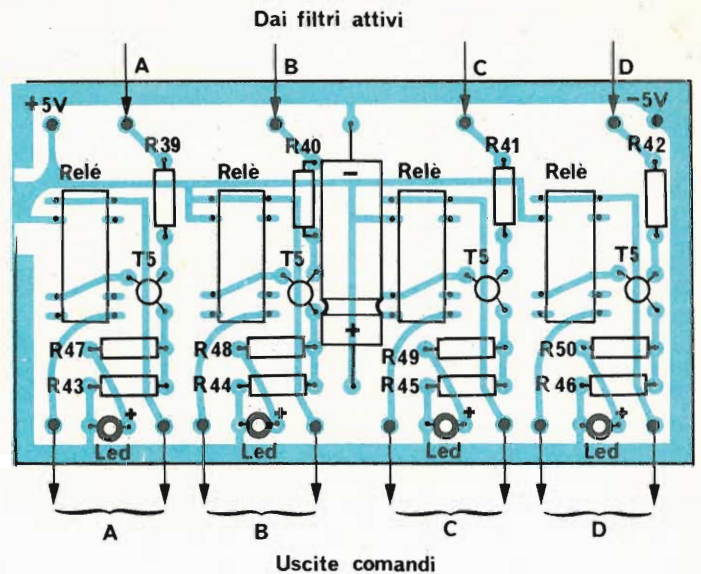 Dai filtri attivi
A B C D
+5V -5V
R39 R40 R41 R42
Relé Relè Relè Relè
-
T5 T5 T5 T5
+
R47 R48 R49 R50
R43 R44 R45 R46
+ + + +
Led Led Led Led
A B C D
Uscite comandi